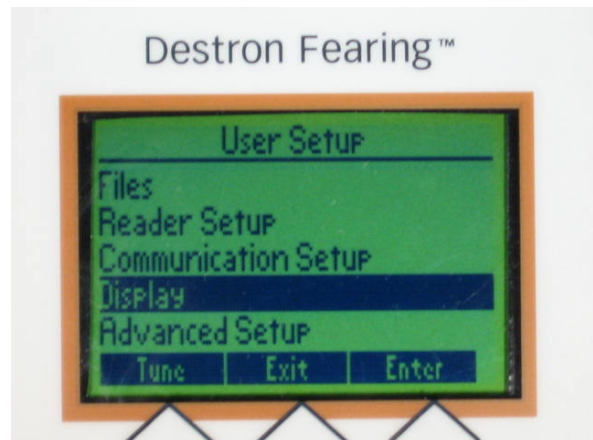 Destron Fearing™
User Setup
Files
Reader Setup
Communication Setup
Display
Advanced Setup
Tune Exit Enter